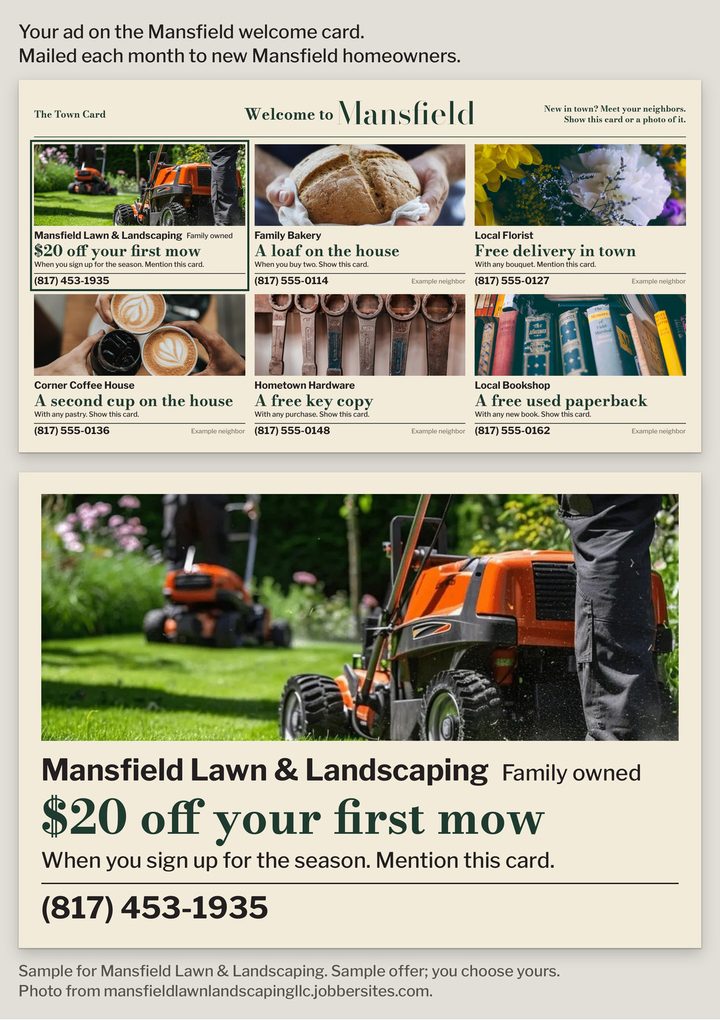 Your ad on the Mansfield welcome card.
Mailed each month to new Mansfield homeowners.
The Town Card
Welcome to Mansfield
New in town? Meet your neighbors.
Show this card or a photo of it.
Mansfield Lawn & Landscaping Family owned
$20 off your first mow
When you sign up for the season. Mention this card.
(817) 453-1935
Family Bakery
A loaf on the house
When you buy two. Show this card.
(817) 555-0114 Example neighbor
Local Florist
Free delivery in town
With any bouquet. Mention this card.
(817) 555-0127 Example neighbor
Corner Coffee House
A second cup on the house
With any pastry. Show this card.
(817) 555-0136 Example neighbor
Hometown Hardware
A free key copy
With any purchase. Show this card.
(817) 555-0148 Example neighbor
Local Bookshop
A free used paperback
With any new book. Show this card.
(817) 555-0162 Example neighbor
Mansfield Lawn & Landscaping Family owned
$20 off your first mow
When you sign up for the season. Mention this card.
(817) 453-1935
Sample for Mansfield Lawn & Landscaping. Sample offer; you choose yours.
Photo from mansfieldlawnlandscapingllc.jobbersites.com.